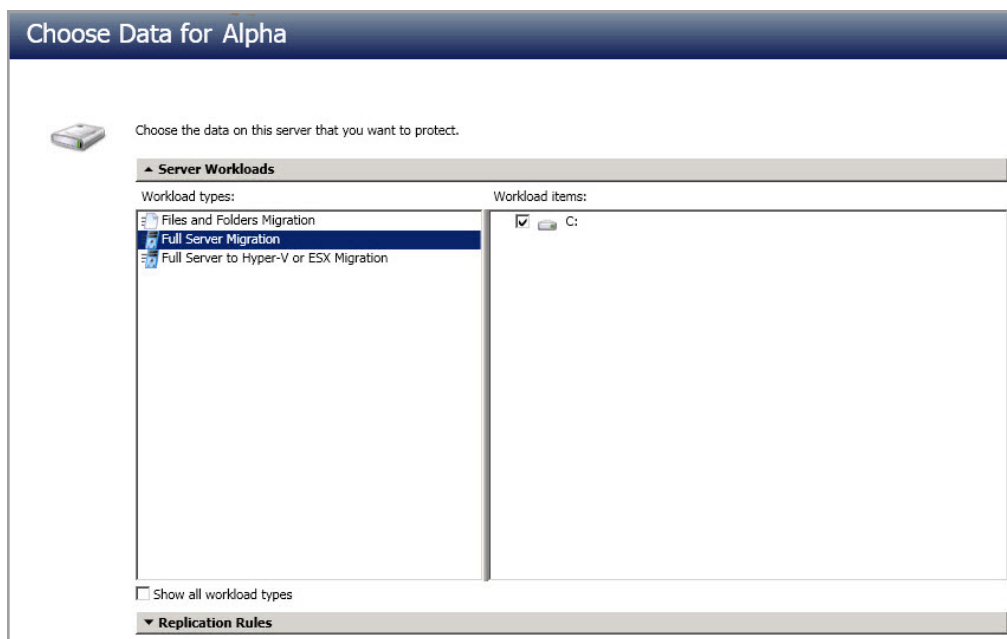 Choose Data for Alpha
Choose the data on this server that you want to protect.
Server Workloads
Workload types:
Workload items:
Files and Folders Migration
Full Server Migration
Full Server to Hyper-V or ESX Migration
C:
Show all workload types
Replication Rules